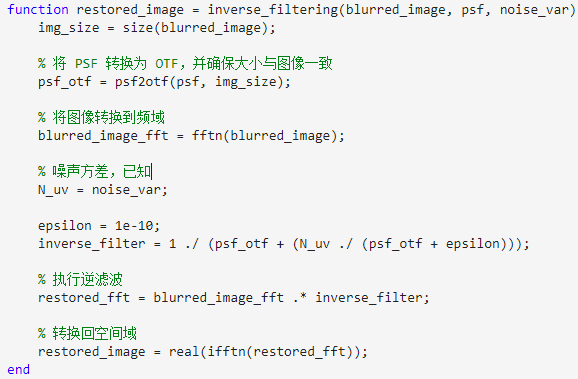 function restored_image = inverse_filtering(blurred_image, psf, noise_var)
img_size = size(blurred_image);
% 将 PSF 转换为 OTF，并确保大小与图像一致
psf_otf = psf2otf(psf, img_size);
% 将图像转换到频域
blurred_image_fft = fftn(blurred_image);
% 噪声方差，已知
N_uv = noise_var;
epsilon = 1e-10;
inverse_filter = 1 ./ (psf_otf + (N_uv ./ (psf_otf + epsilon)));
% 执行逆滤波
restored_fft = blurred_image_fft .* inverse_filter;
% 转换回空间域
restored_image = real(ifftn(restored_fft));
end